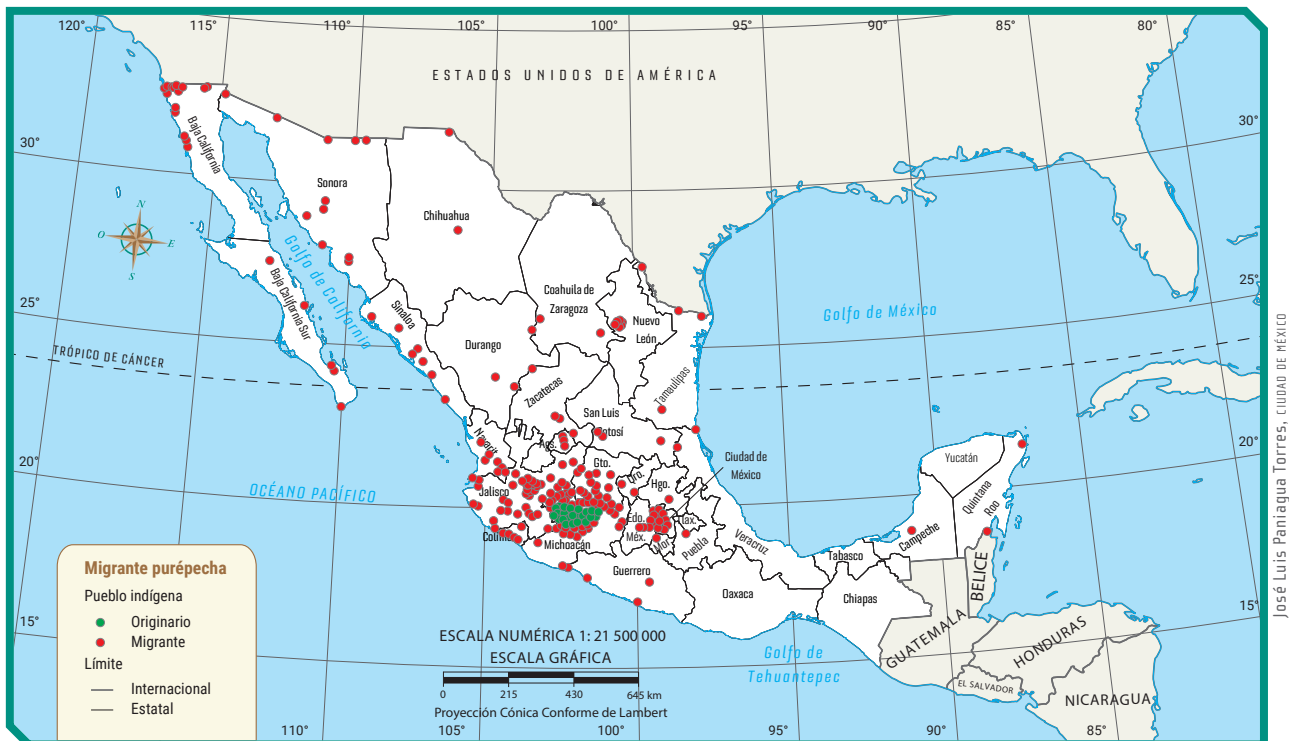 120°
115°
110°
105°
100°
95°
90°
85°
80°
ESTADOS UNIDOS DE AMÉRICA
30°
30°
Baja California
Sonora
Chihuahua
N
O
E
S
Golfo de California
Coahuila de
Zaragoza
Nuevo
León
25°
25°
Baja California Sur
Sinaloa
Durango
Golfo de México
TRÓPICO DE CÁNCER
Zacatecas
San Luis
Potosí
Tamaulipas
Nayarit
Ags.
Gto.
Qro.
Hgo.
Ciudad de
México
20°
20°
OCÉANO PACÍFICO
Jalisco
Colima
Michoacán
Edo.
Méx.
Mor.
Tlax.
Puebla
Veracruz
Yucatán
Quintana
Roo
Campeche
Tabasco
Guerrero
Oaxaca
Chiapas
BELICE
GUATEMALA
HONDURAS
EL SALVADOR
NICARAGUA
15°
15°
Golfo de
Tehuantepec
Migrante purépecha
Pueblo indígena
Originario
Migrante
Límite
Internacional
Estatal
ESCALA NUMÉRICA 1: 21 500 000
ESCALA GRÁFICA
0 215 430 645 km
Proyección Cónica Conforme de Lambert
110°
105°
100°
95°
90°
85°
José Luis Paniagua Torres, CIUDAD DE MÉXICO